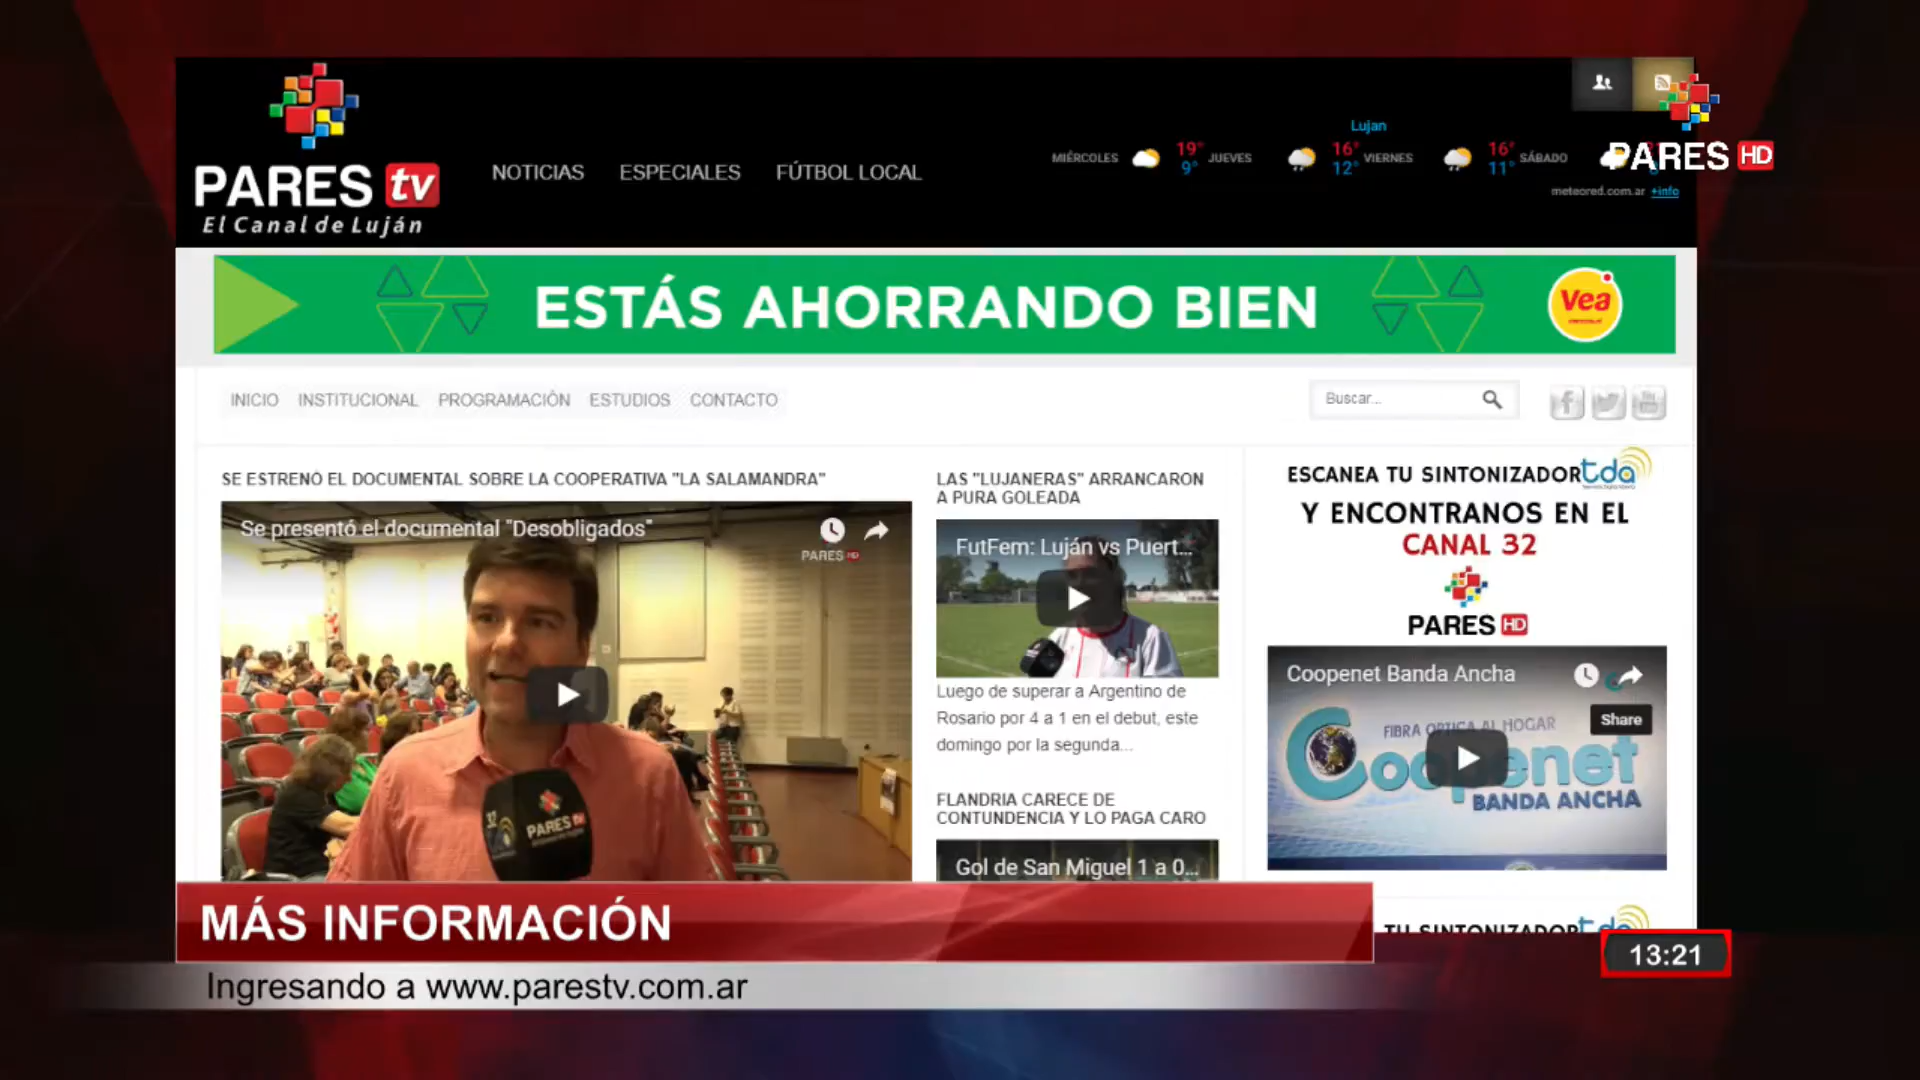 PARES tv
El Canal de Luján
NOTICIAS ESPECIALES FÚTBOL LOCAL
Lujan
MIÉRCOLES 19° 9° JUEVES 16° 12° VIERNES 16° 11° SÁBADO
PARES HD
meteored.com.ar +info
ESTÁS AHORRANDO BIEN
Vea
INICIO INSTITUCIONAL PROGRAMACIÓN ESTUDIOS CONTACTO
Buscar...
SE ESTRENÓ EL DOCUMENTAL SOBRE LA COOPERATIVA "LA SALAMANDRA"
Se presentó el documental "Desobligados"
PARES HD
PARES tv
LAS "LUJANERAS" ARRANCARON
A PURA GOLEADA
FutFem: Luján vs Puert...
Luego de superar a Argentino de
Rosario por 4 a 1 en el debut, este
domingo por la segunda...
FLANDRIA CARECE DE
CONTUNDENCIA Y LO PAGA CARO
Gol de San Miguel 1 a 0...
ESCANEA TU SINTONIZADOR tda
Y ENCONTRANOS EN EL
CANAL 32
PARES HD
Coopenet Banda Ancha
Share
FIBRA OPTICA AL HOGAR
Coopenet
BANDA ANCHA
TU SINTONIZADOR tda
MÁS INFORMACIÓN
Ingresando a www.parestv.com.ar
13:21